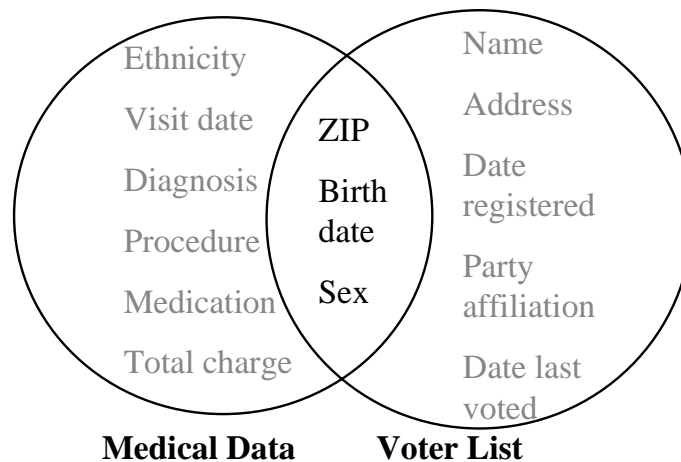 Ethnicity
Visit date
Diagnosis
Procedure
Medication
Total charge
ZIP
Birth
date
Sex
Name
Address
Date
registered
Party
affiliation
Date last
voted
Medical Data
Voter List